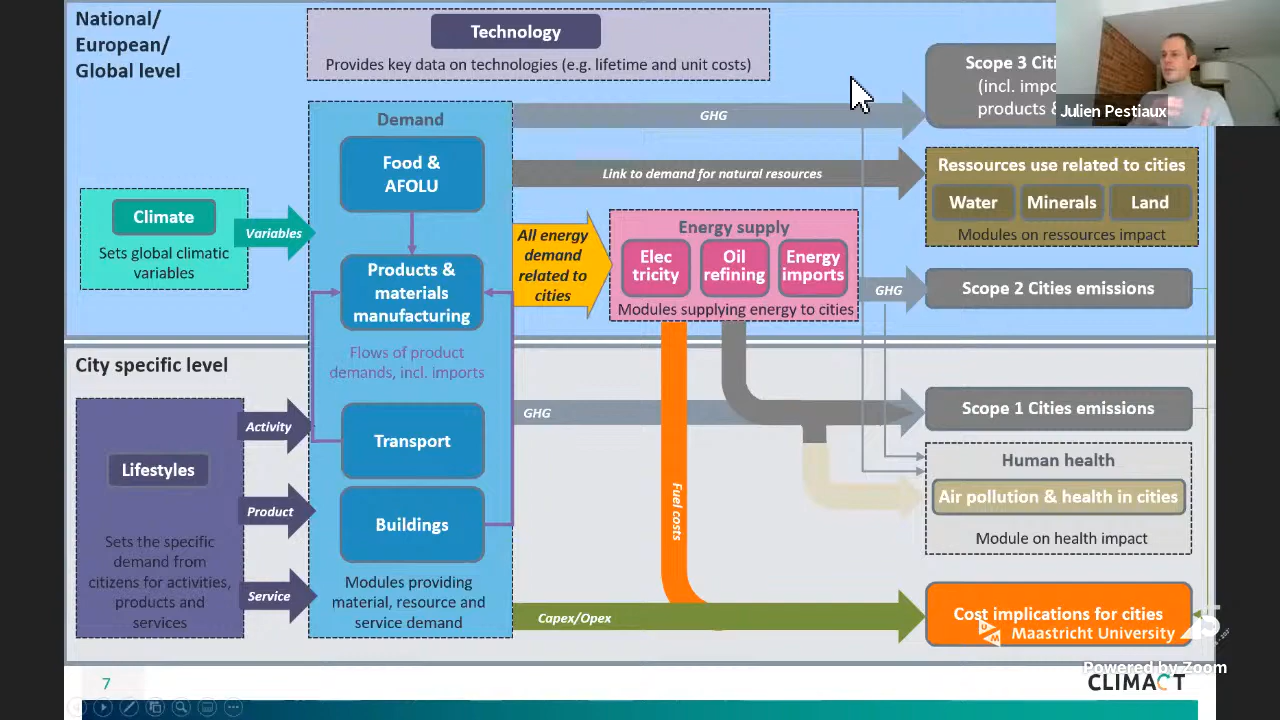 National/
European/
Global level
Technology
Provides key data on technologies (e.g. lifetime and unit costs)
Scope 3
(incl.
products &
Julien Pestiaux
Demand
GHG
Food &
AFOLU
Link to demand for natural resources
Ressources use related to cities
Water
Minerals
Land
Modules on ressources impact
Climate
Sets global climatic
variables
Variables
All energy
demand
related to
cities
Energy supply
Elec
tricity
Oil
refining
Energy
imports
Modules supplying energy to cities
Products &
materials
manufacturing
GHG
Scope 2 Cities emissions
Flows of product
demands, incl. imports
City specific level
Activity
Transport
GHG
Scope 1 Cities emissions
Lifestyles
Human health
Air pollution & health in cities
Module on health impact
Product
Buildings
Fuel costs
Sets the specific
demand from
citizens for activities,
products and
services
Service
Modules providing
material, resource and
service demand
Capex/Opex
Cost implications for cities
Maastricht University
Powered by Zoom
7
CLIMACT